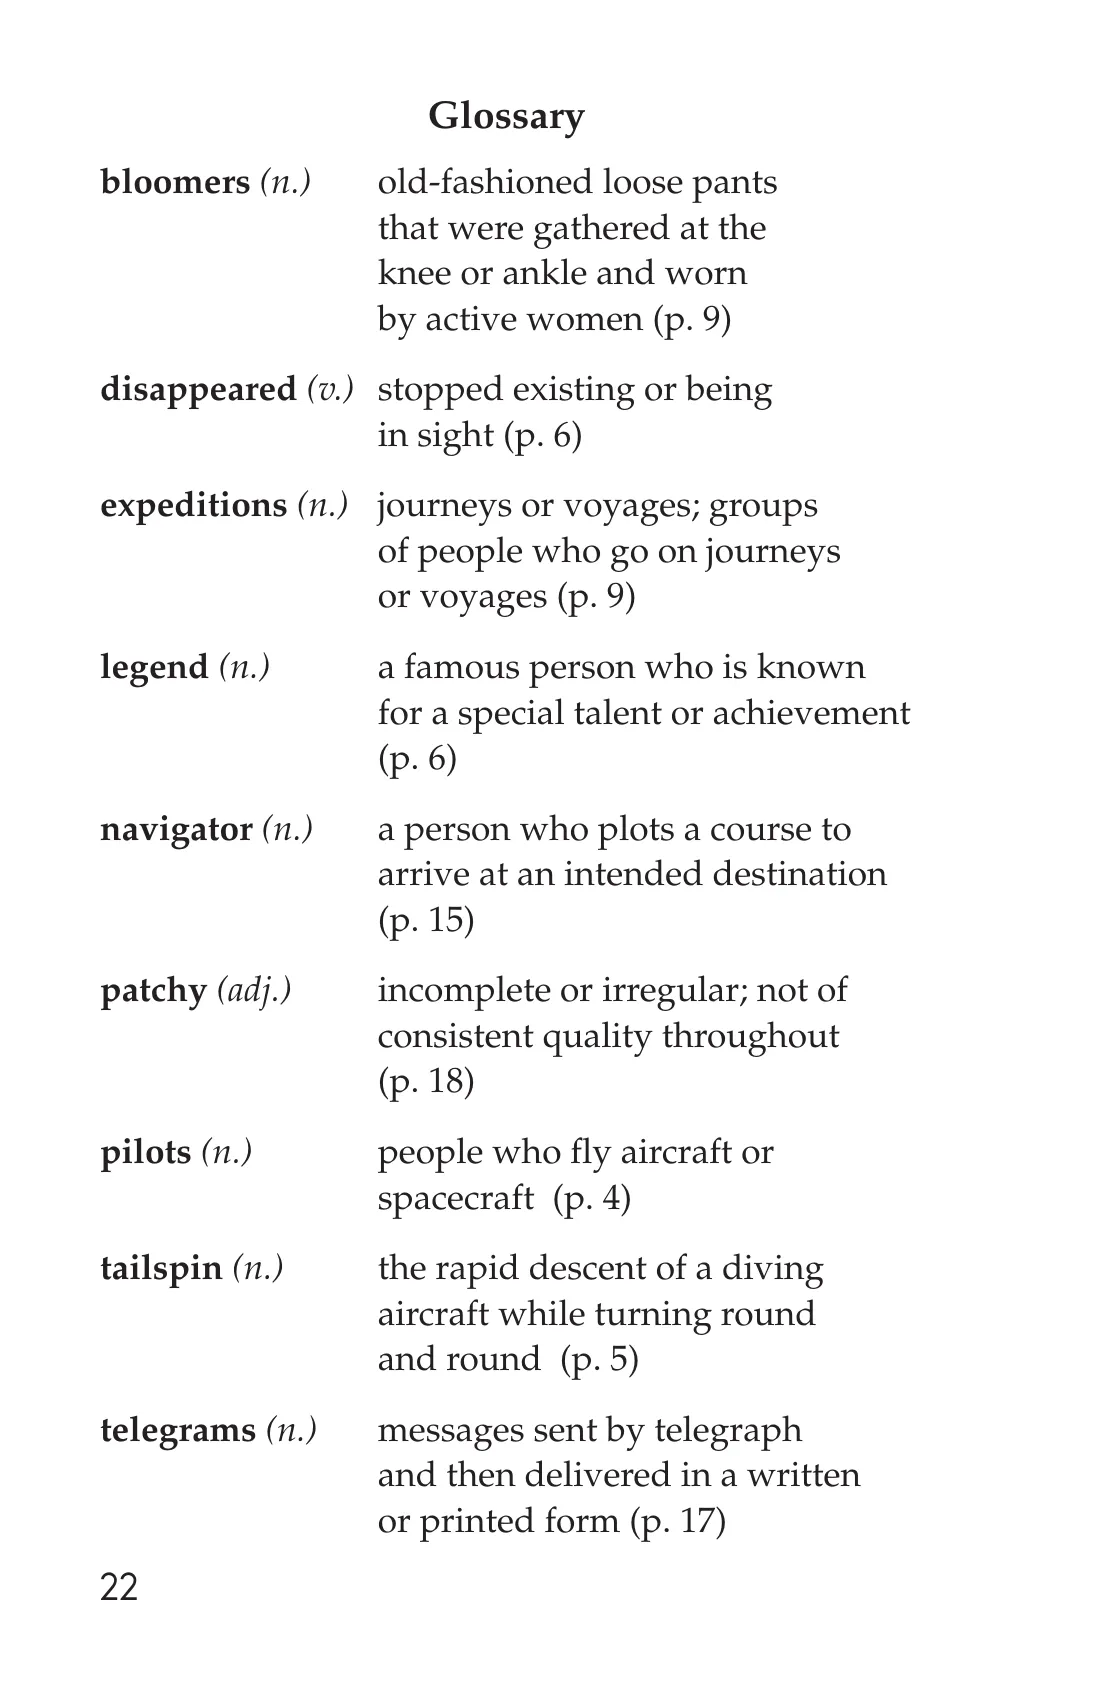 Glossary
bloomers (n.) old-fashioned loose pants
that were gathered at the
knee or ankle and worn
by active women (p. 9)
disappeared (v.) stopped existing or being
in sight (p. 6)
expeditions (n.) journeys or voyages; groups
of people who go on journeys
or voyages (p. 9)
legend (n.) a famous person who is known
for a special talent or achievement
(p. 6)
navigator (n.) a person who plots a course to
arrive at an intended destination
(p. 15)
patchy (adj.) incomplete or irregular; not of
consistent quality throughout
(p. 18)
pilots (n.) people who fly aircraft or
spacecraft  (p. 4)
tailspin (n.) the rapid descent of a diving
aircraft while turning round
and round  (p. 5)
telegrams (n.) messages sent by telegraph
and then delivered in a written
or printed form (p. 17)
22